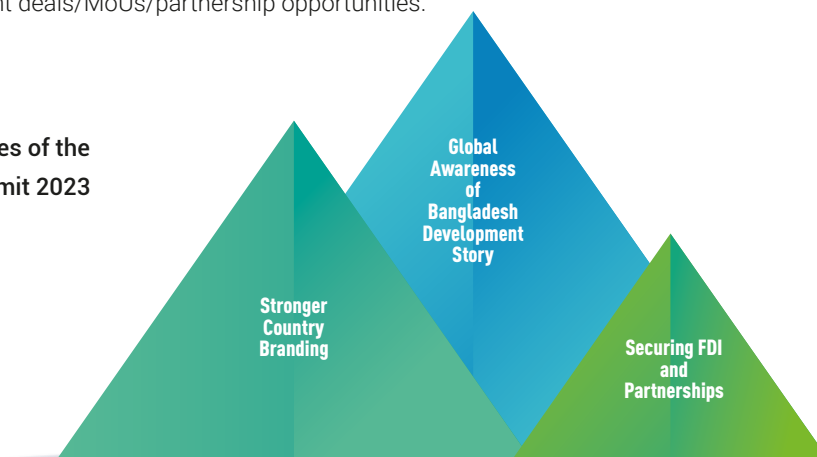 nt deals/MoUs/partnership opportunities.
es of the
mit 2023
Global
Awareness
of
Bangladesh
Development
Story
Stronger
Country
Branding
Securing FDI
and
Partnerships